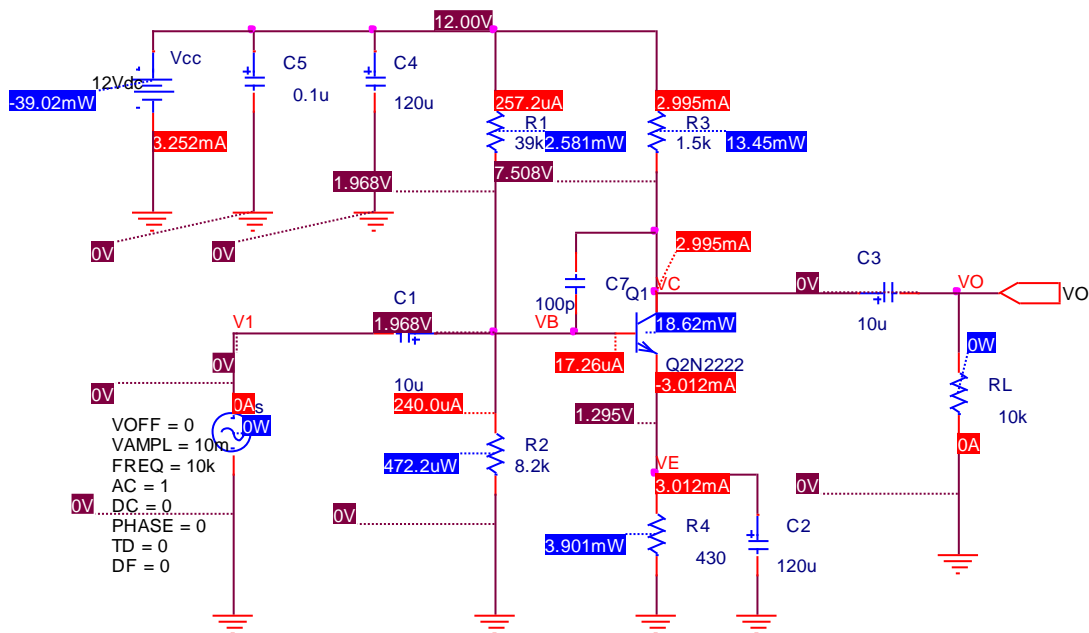 12.00V
Vcc
C5
C4
12Vdc
0.1u
120u
-39.02mW
257.2uA
2.995mA
R1
R3
3.252mA
39k
2.581mW
1.5k
13.45mW
7.508V
1.968V
0V
0V
2.995mA
C3
C7
VC
0V
VO
VO
100p
Q1
C1
V1
1.968V
VB
18.62mW
10u
0V
17.26uA
Q2N2222
0W
10u
-3.012mA
RL
0V
0A
s
240.0uA
1.295V
10k
VOFF = 0
0W
VAMPL = 10m
R2
0A
FREQ = 10k
472.2uW
8.2k
VE
AC = 1
3.012mA
0V
0V
DC = 0
0V
PHASE = 0
R4
C2
TD = 0
3.901mW
430
DF = 0
120u